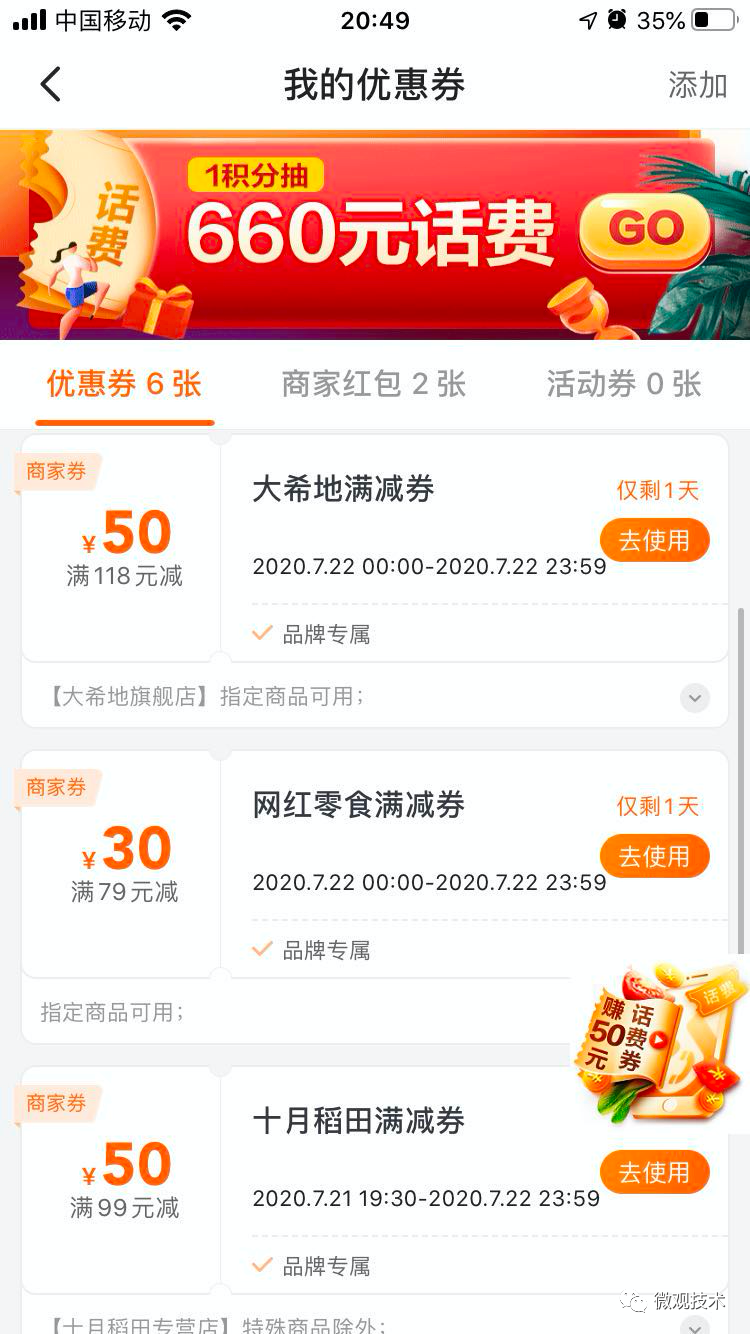 中国移动
20:49
35%
我的优惠券
添加
话费
1积分抽
660元话费
GO
优惠券 6 张
商家红包 2 张
活动券 0 张
商家券
大希地满减券
仅剩1天
¥50
去使用
满118元减
2020.7.22 00:00-2020.7.22 23:59
品牌专属
【大希地旗舰店】指定商品可用；
商家券
网红零食满减券
仅剩1天
¥30
去使用
满79元减
2020.7.22 00:00-2020.7.22 23:59
品牌专属
指定商品可用；
话费
赚50元
话费券
商家券
十月稻田满减券
¥50
去使用
满99元减
2020.7.21 19:30-2020.7.22 23:59
品牌专属
微观技术
【十月稻田专营店】特殊商品除外；